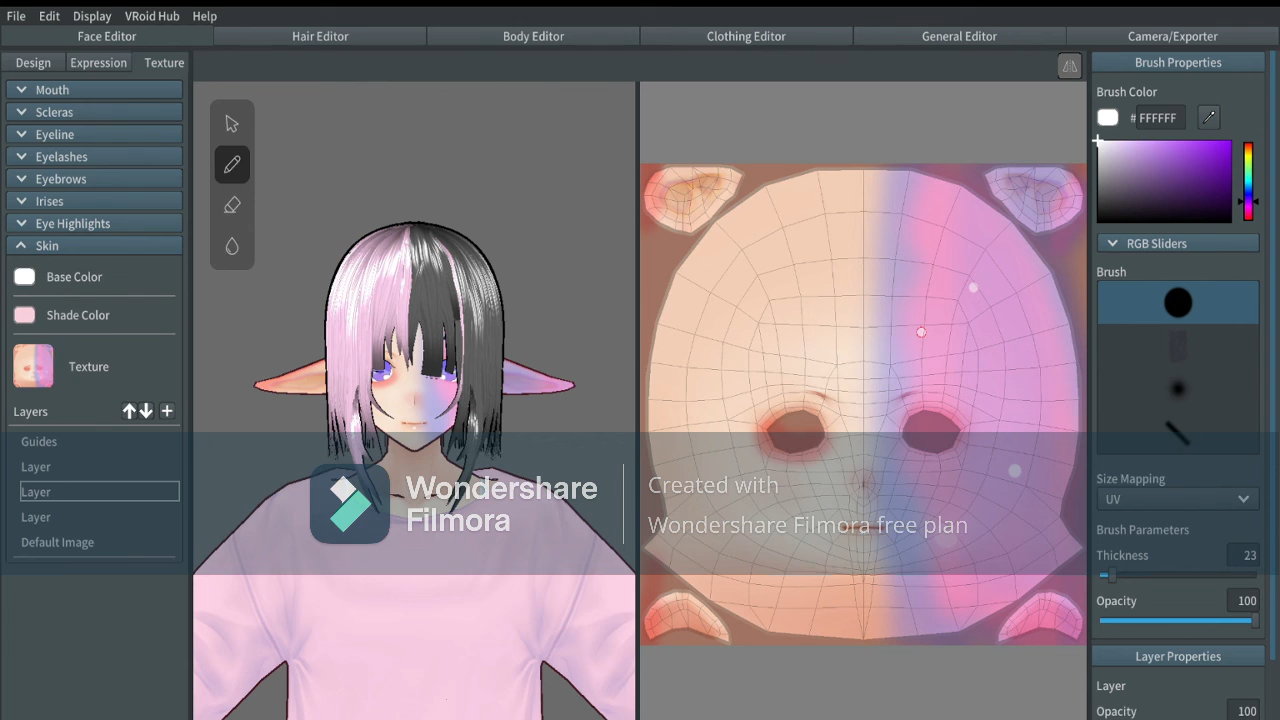 File Edit Display VRoid Hub Help
Face Editor Hair Editor Body Editor Clothing Editor General Editor Camera/Exporter
Design Expression Texture
Mouth
Scleras
Eyeline
Eyelashes
Eyebrows
Irises
Eye Highlights
Skin
Base Color
Shade Color
Texture
Layers
Guides
Layer
Layer
Layer
Default Image
Wondershare
Filmora
Created with
Wondershare Filmora free plan
Brush Properties
Brush Color
# FFFFFF
RGB Sliders
Brush
Size Mapping
UV
Brush Parameters
Thickness 23
Opacity 100
Layer Properties
Layer
Opacity 100